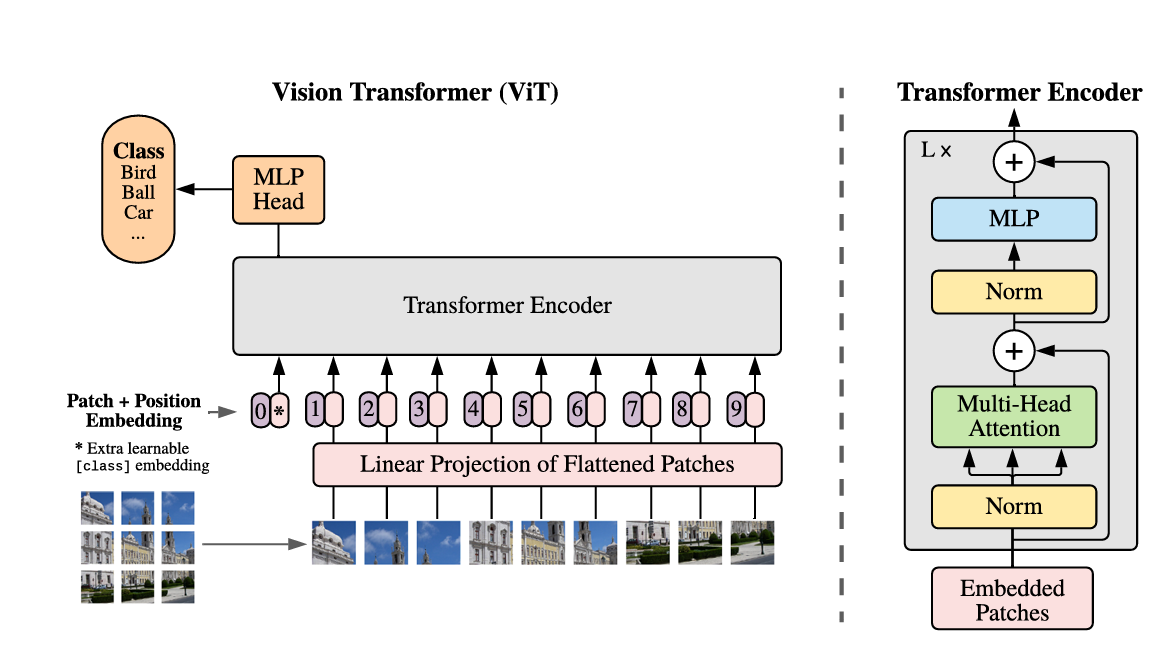 Vision Transformer (ViT)
Class
Bird
Ball
Car
...
MLP
Head
Transformer Encoder
Patch + Position
Embedding
0 * 1 2 3 4 5 6 7 8 9
* Extra learnable
[class] embedding
Linear Projection of Flattened Patches
Transformer Encoder
L ×
+
MLP
Norm
+
Multi-Head
Attention
Norm
Embedded
Patches